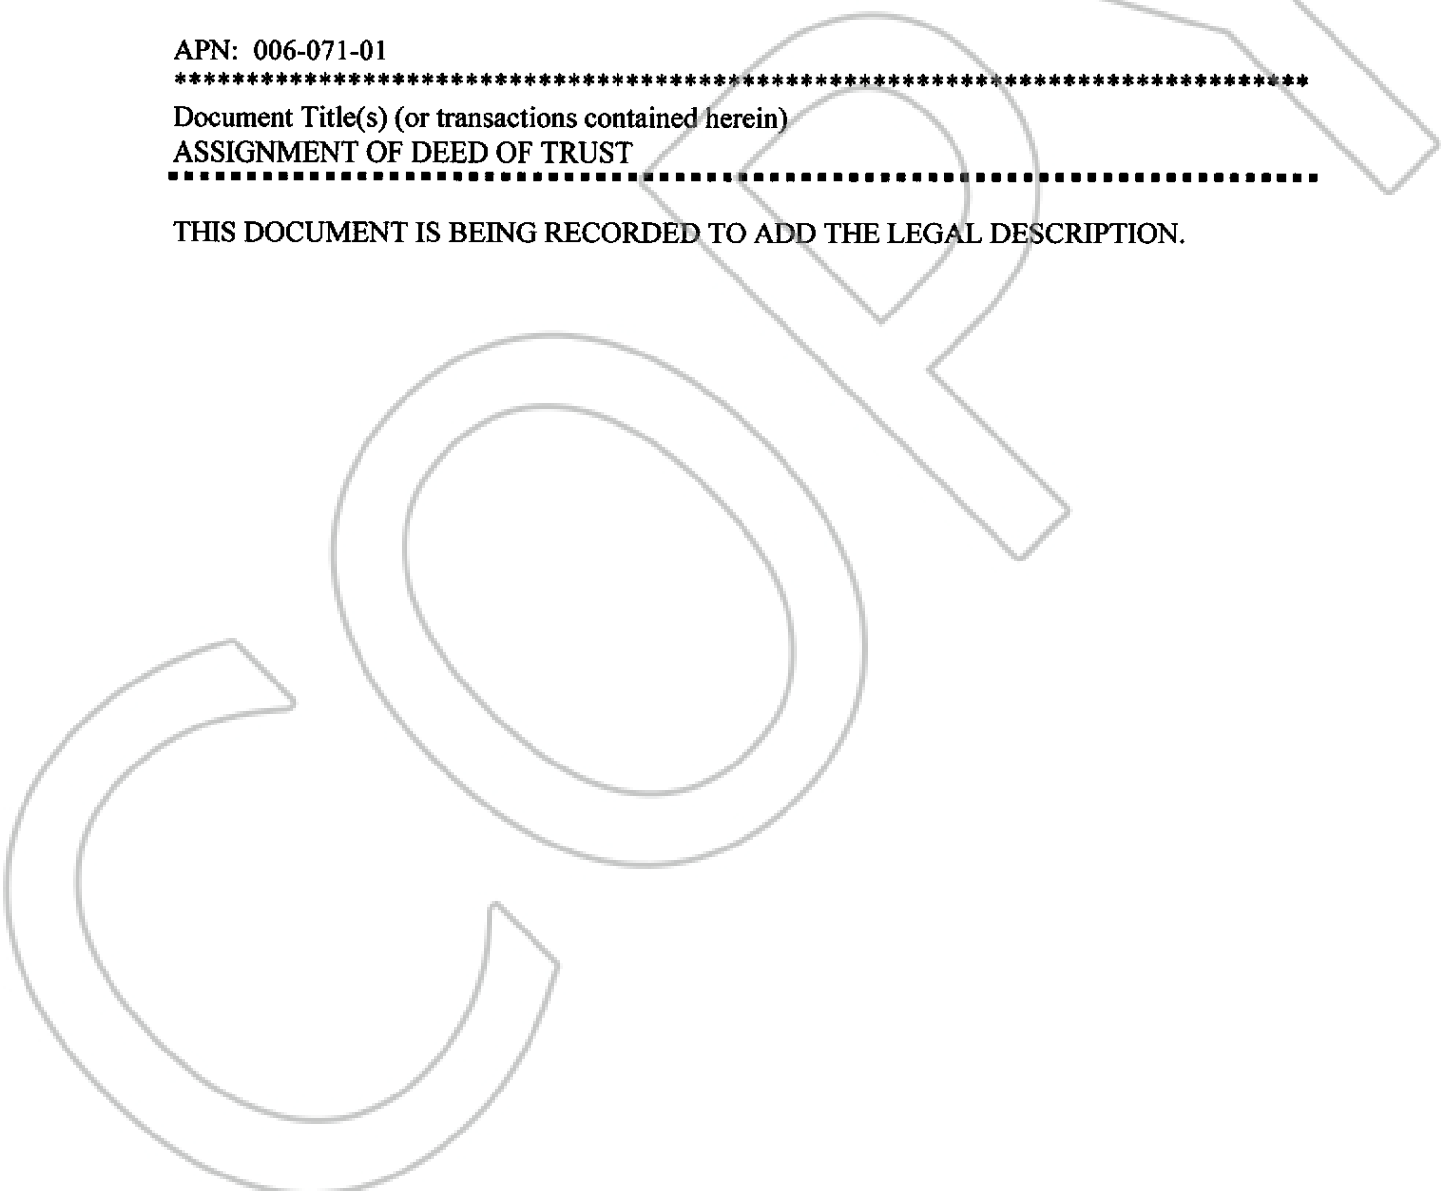 APN: 006-071-01
******************************************************************************
Document Title(s) (or transactions contained herein)
ASSIGNMENT OF DEED OF TRUST
THIS DOCUMENT IS BEING RECORDED TO ADD THE LEGAL DESCRIPTION.
COPY